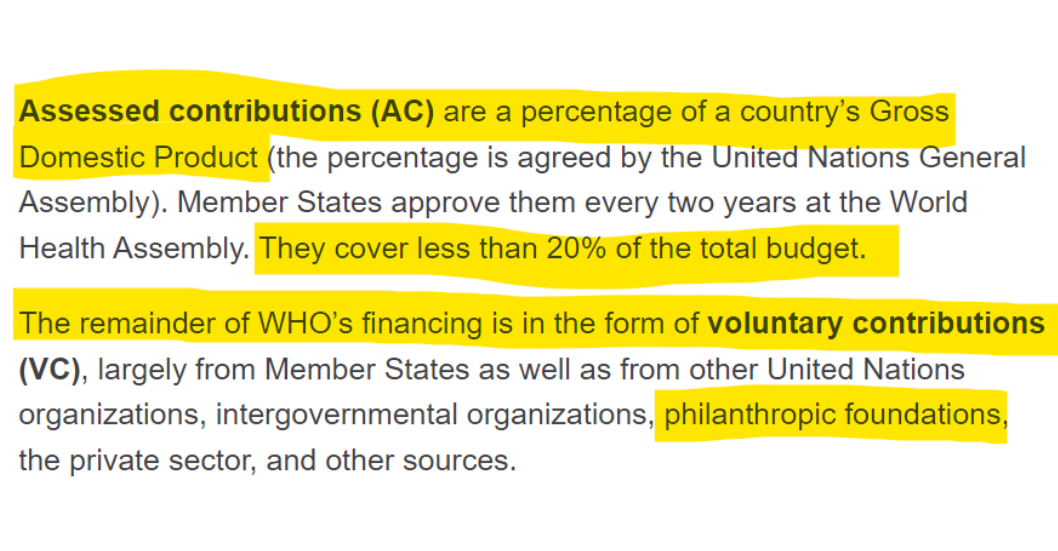 Assessed contributions (AC) are a percentage of a country’s Gross
Domestic Product (the percentage is agreed by the United Nations General
Assembly). Member States approve them every two years at the World
Health Assembly. They cover less than 20% of the total budget.
The remainder of WHO’s financing is in the form of voluntary contributions
(VC), largely from Member States as well as from other United Nations
organizations, intergovernmental organizations, philanthropic foundations,
the private sector, and other sources.